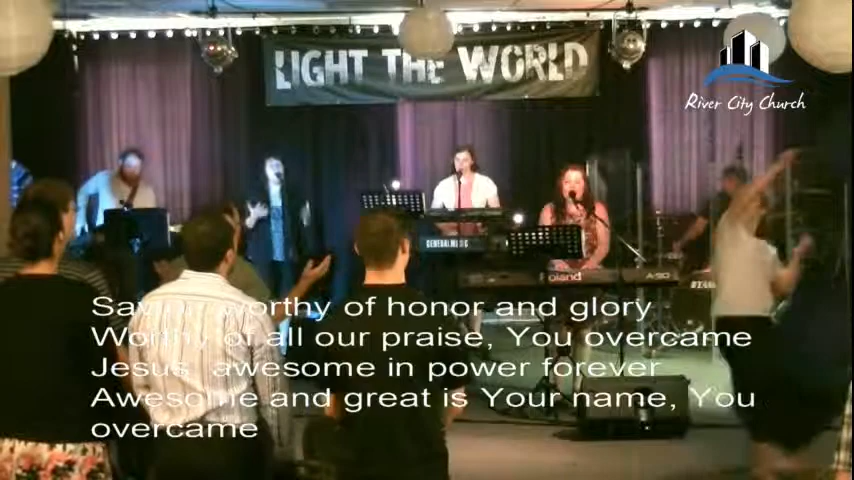 LIGHT THE WORLD
River City Church
GENERALMUSIC
Roland
A-90
Savior, worthy of honor and glory
Worthy of all our praise, You overcame
Jesus, awesome in power forever
Awesome and great is Your name, You
overcame